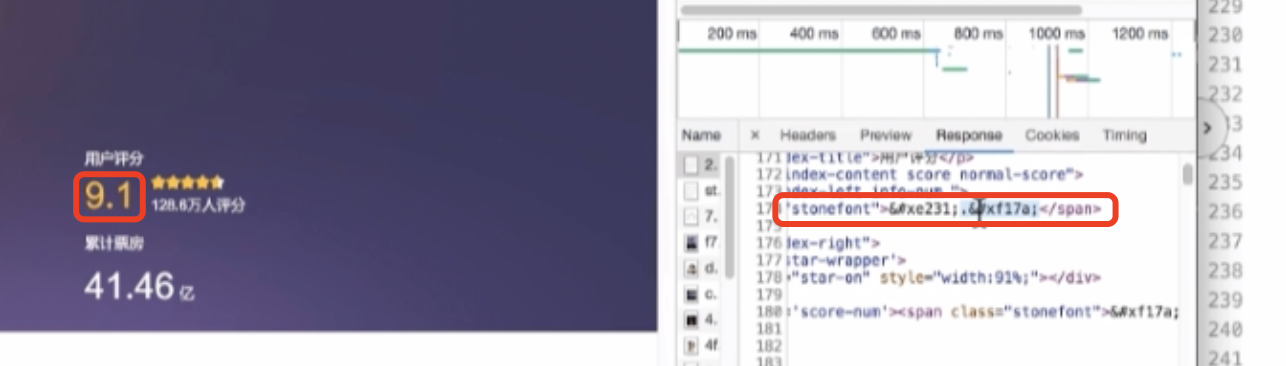 用户评分
9.1
128.6万人评分
累计票房
41.46亿
200 ms 400 ms 600 ms 800 ms 1000 ms 1200 ms
Name × Headers Preview Response Cookies Timing
2.
st.
7.
f7
d.
c.
4.
4f
171 dex-title">用户评分</p>
172 index-content score normal-score">
173 ndex-left info-num ">
174 "stonefont">&#xe231;.&#xf17a;</span>
175
176 dex-right">
177 star-wrapper'>
178 "star-on" style="width:91%;"></div>
179
180 'score-num'><span class="stonefont">&#xf17a;
181
182
183
229
230
231
232
234
235
236
237
238
239
240
241